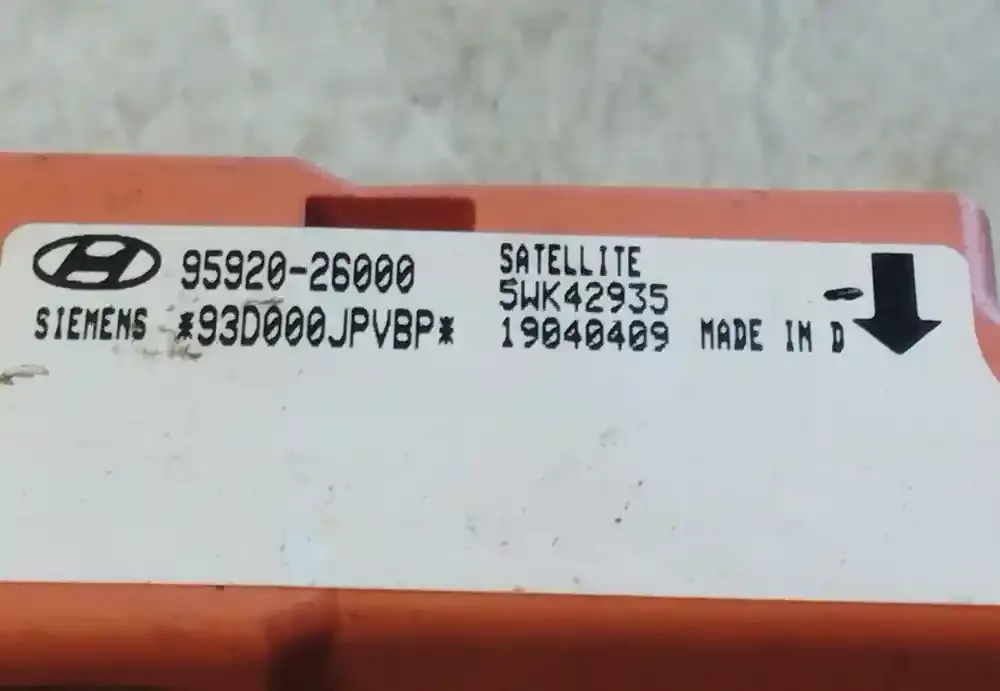 95920-26000
SIEMENS *93D000JPVBP*
SATELLITE
5WK42935
19040409 MADE IN D